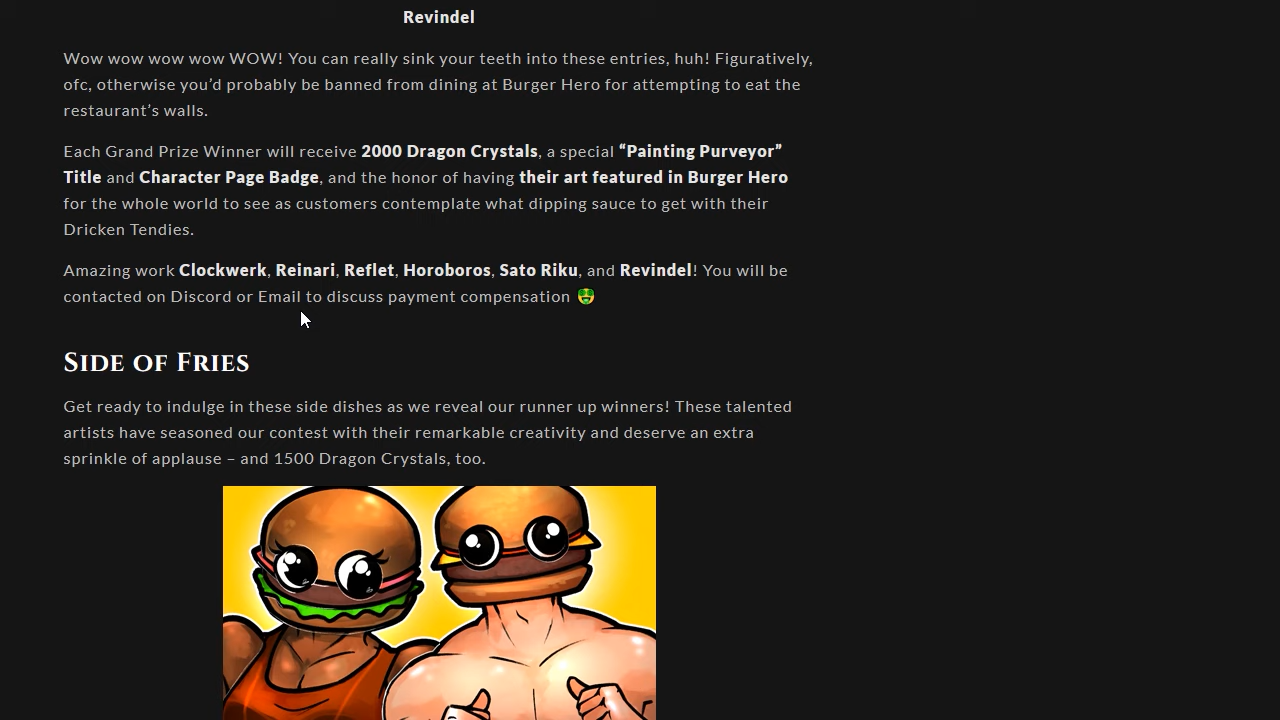 Revindel
Wow wow wow wow WOW! You can really sink your teeth into these entries, huh! Figuratively,
ofc, otherwise you’d probably be banned from dining at Burger Hero for attempting to eat the
restaurant’s walls.
Each Grand Prize Winner will receive 2000 Dragon Crystals, a special “Painting Purveyor”
Title and Character Page Badge, and the honor of having their art featured in Burger Hero
for the whole world to see as customers contemplate what dipping sauce to get with their
Dricken Tendies.
Amazing work Clockwerk, Reinari, Reflet, Horoboros, Sato Riku, and Revindel! You will be
contacted on Discord or Email to discuss payment compensation 🤑
Side of Fries
Get ready to indulge in these side dishes as we reveal our runner up winners! These talented
artists have seasoned our contest with their remarkable creativity and deserve an extra
sprinkle of applause – and 1500 Dragon Crystals, too.